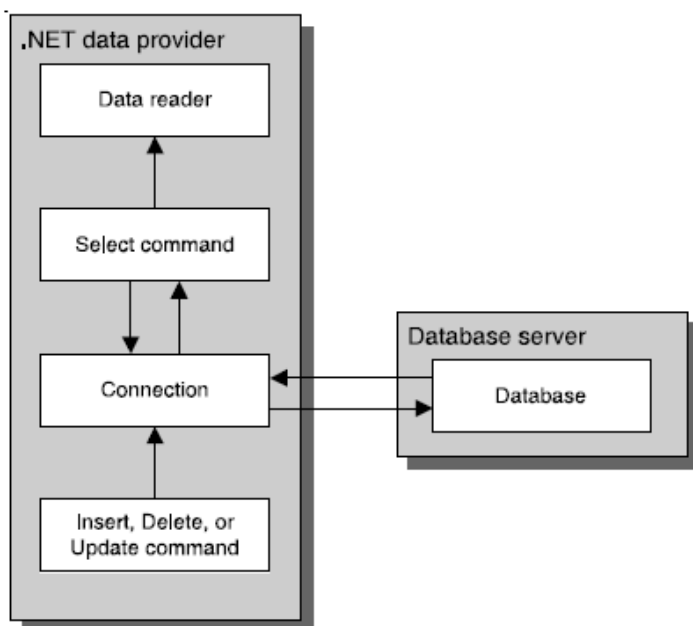 .NET data provider
Data reader
Select command
Connection
Insert, Delete, or
Update command
Database server
Database